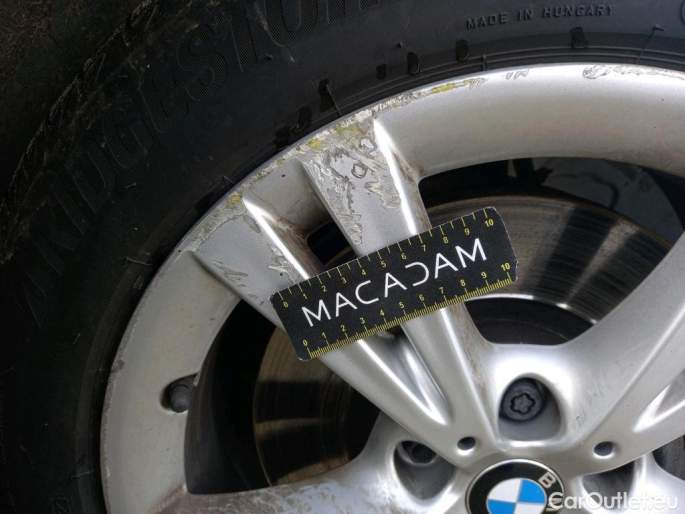 MADE IN HUNGARY
BRIDGESTONE
0 1 2 3 4 5 6 7 8 9 10
MACADAM
0 1 2 3 4 5 6 7 8 9 10
B
CarOutlet.eu